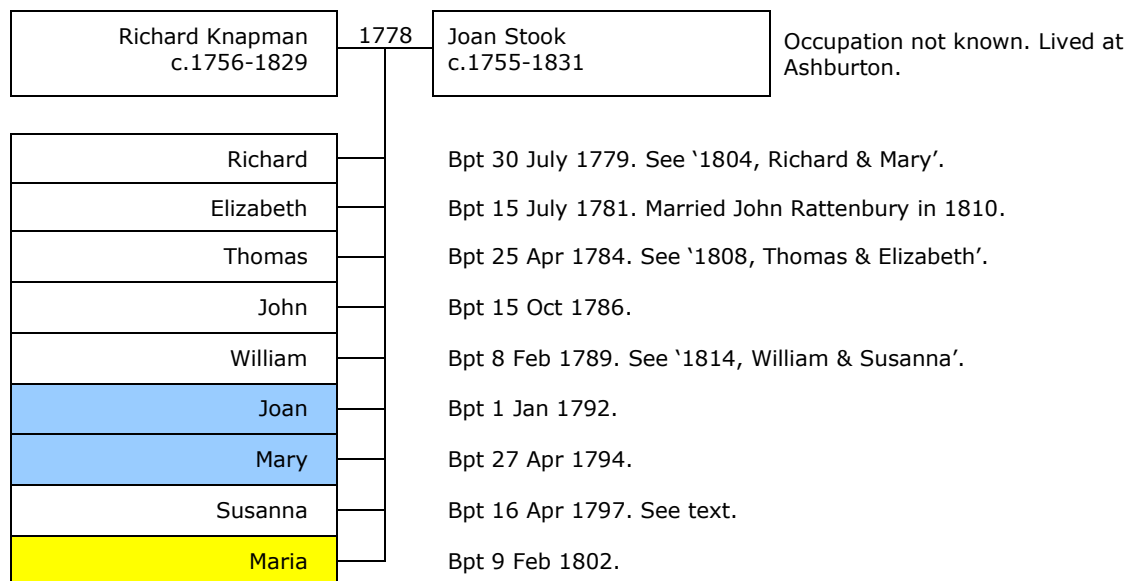 Richard Knapman
c.1756-1829
1778
Joan Stook
c.1755-1831
Occupation not known. Lived at
Ashburton.
Richard Bpt 30 July 1779. See ‘1804, Richard & Mary’.
Elizabeth Bpt 15 July 1781. Married John Rattenbury in 1810.
Thomas Bpt 25 Apr 1784. See ‘1808, Thomas & Elizabeth’.
John Bpt 15 Oct 1786.
William Bpt 8 Feb 1789. See ‘1814, William & Susanna’.
Joan Bpt 1 Jan 1792.
Mary Bpt 27 Apr 1794.
Susanna Bpt 16 Apr 1797. See text.
Maria Bpt 9 Feb 1802.